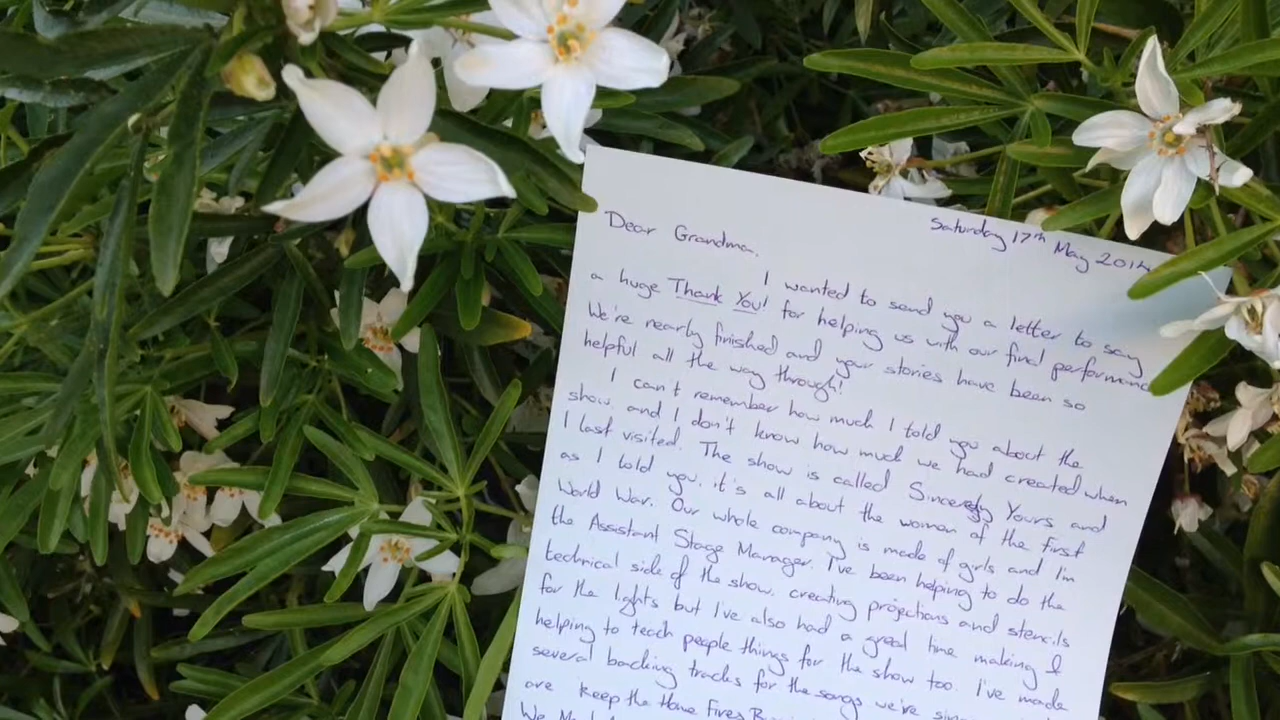 Saturday 17th May 2014
Dear Grandma,
I wanted to send you a letter to say
a huge Thank You! for helping us with our final performance
We're nearly finished and your stories have been so
helpful all the way through!
I can't remember how much I told you about the
show, and I don't know how much we had created when
I last visited. The show is called Sincerely Yours and
as I told you, it's all about the women of the first
World War. Our whole company is made of girls and I'm
the Assistant Stage Manager. I've been helping to do the
technical side of the show, creating projections and stencils
for the lights but I've also had a great time making &
helping to teach people things for the show too. I've made
several backing tracks for the songs we're
are keep the Home Fires
We